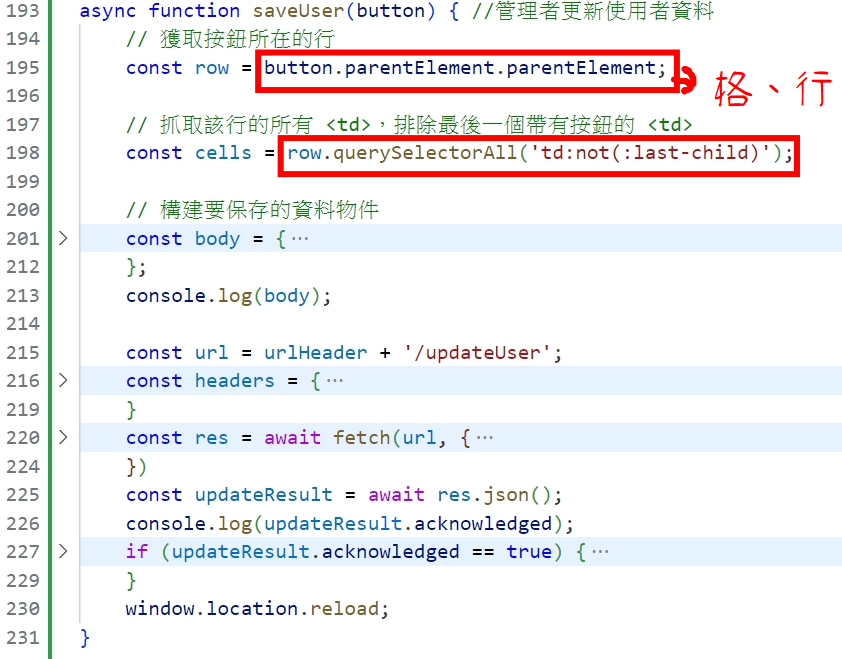 193 async function saveUser(button) { //管理者更新使用者資料
194 // 獲取按鈕所在的行
195 const row = button.parentElement.parentElement; 格、行
196
197 // 抓取該行的所有 <td>，排除最後一個帶有按鈕的 <td>
198 const cells = row.querySelectorAll('td:not(:last-child)');
199
200 // 構建要保存的資料物件
201 const body = { ⋯
212 };
213 console.log(body);
214
215 const url = urlHeader + '/updateUser';
216 const headers = { ⋯
219 }
220 const res = await fetch(url, { ⋯
224 })
225 const updateResult = await res.json();
226 console.log(updateResult.acknowledged);
227 if (updateResult.acknowledged == true) { ⋯
229 }
230 window.location.reload;
231 }